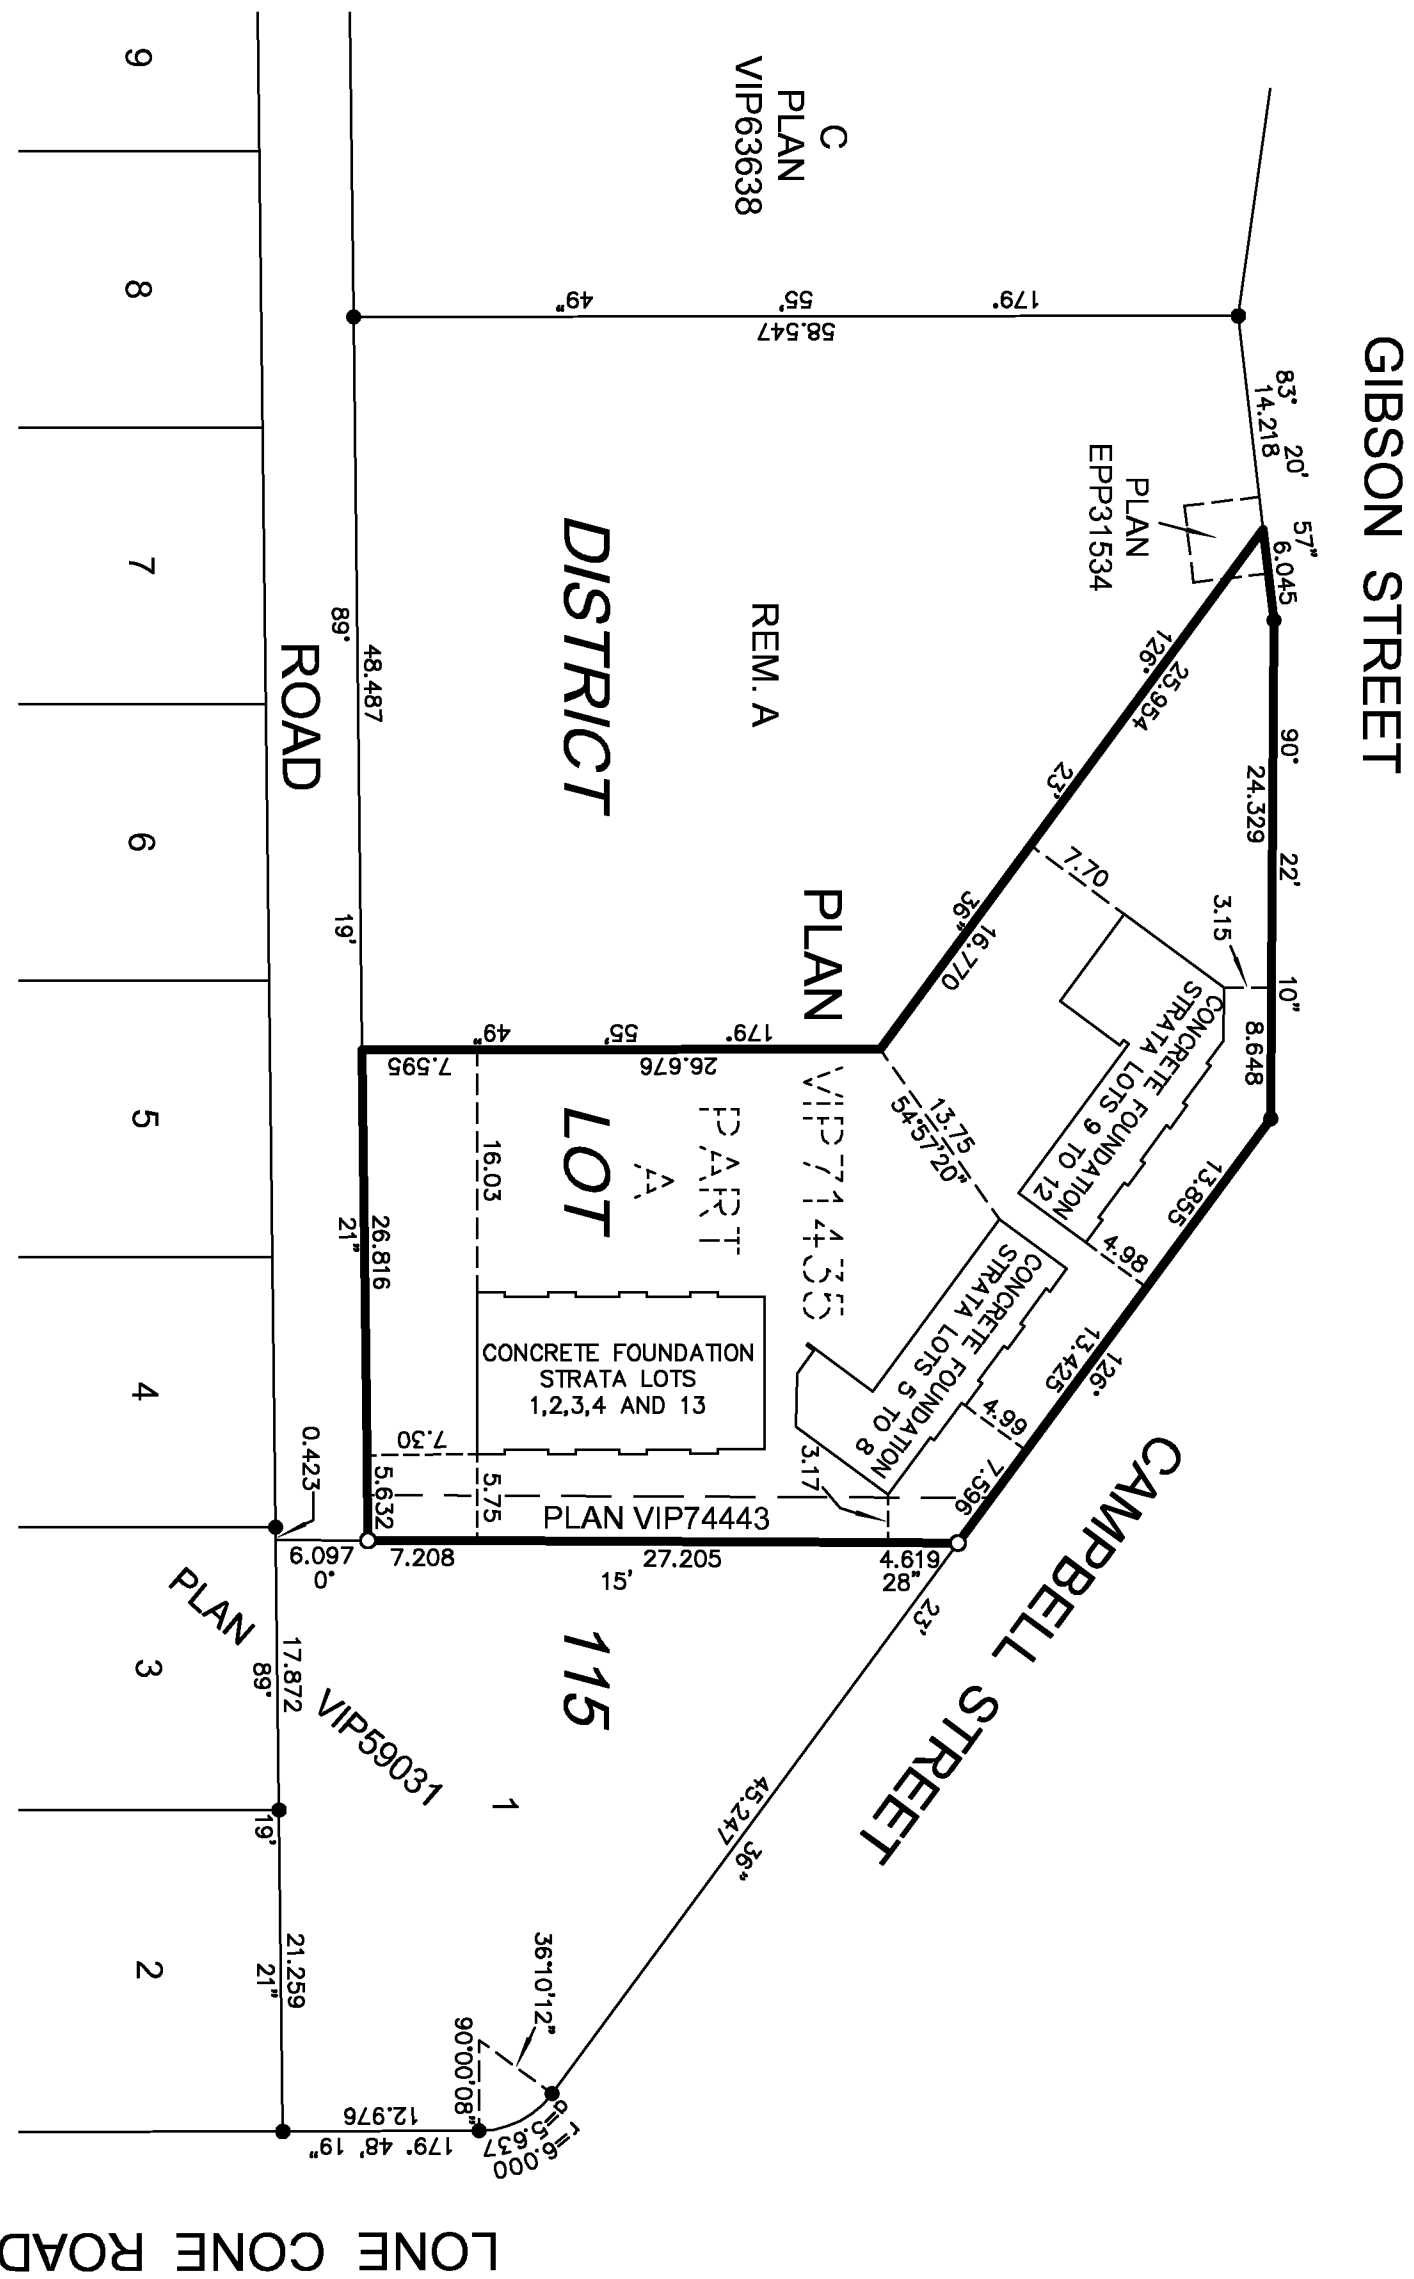 GIBSON STREET
CAMPBELL STREET
LONE CONE ROAD
ROAD
C
PLAN
VIP63638
179° 55' 49"
58.547
83° 20' 57"
14.218
6.045
PLAN
EPP31534
90° 22' 10"
24.329
8.648
3.15
126° 23' 36"
25.954
16.770
7.70
CONCRETE FOUNDATION
STRATA LOTS 9 TO 12
13.855
4.98
13.425
126° 23' 36"
4.99
7.596
45.247
CONCRETE FOUNDATION
STRATA LOTS 5 TO 8
13.75
54°57'20"
REM. A
DISTRICT
LOT
115
PLAN
VIP71435
PART
A
179° 55' 49"
26.676
7.595
16.03
CONCRETE FOUNDATION
STRATA LOTS
1,2,3,4 AND 13
7.30
5.75
3.17
PLAN VIP74443
48.487
89° 19' 21"
26.816
5.632
0.423
6.097
7.208
27.205
4.619
0° 15' 28"
PLAN VIP59031
1
17.872
89° 19' 21"
21.259
36°10'12"
90°00'08"
r=6.000
a=5.637
12.976
179° 48' 19"
9
8
7
6
5
4
3
2